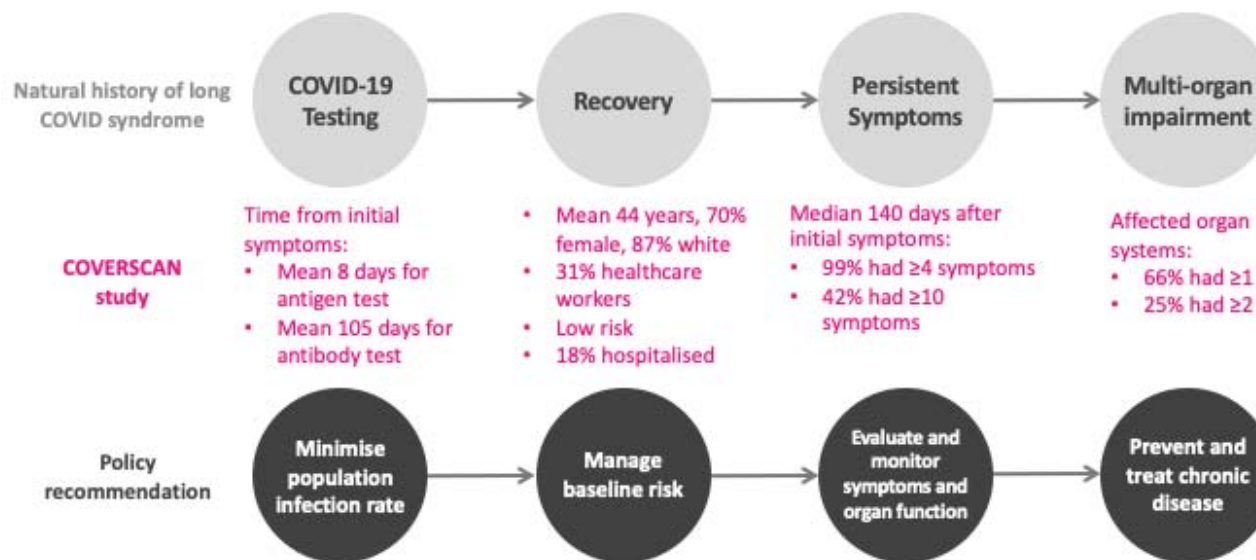 Natural history of long
COVID syndrome
COVID-19
Testing
Recovery
Persistent
Symptoms
Multi-organ
impairment
COVERSCAN
study
Time from initial
symptoms:
• Mean 8 days for
antigen test
• Mean 105 days for
antibody test
• Mean 44 years, 70%
female, 87% white
• 31% healthcare
workers
• Low risk
• 18% hospitalised
Median 140 days after
initial symptoms:
• 99% had ≥4 symptoms
• 42% had ≥10
symptoms
Affected organ
systems:
• 66% had ≥1
• 25% had ≥2
Policy
recommendation
Minimise
population
infection rate
Manage
baseline risk
Evaluate and
monitor
symptoms and
organ function
Prevent and
treat chronic
disease